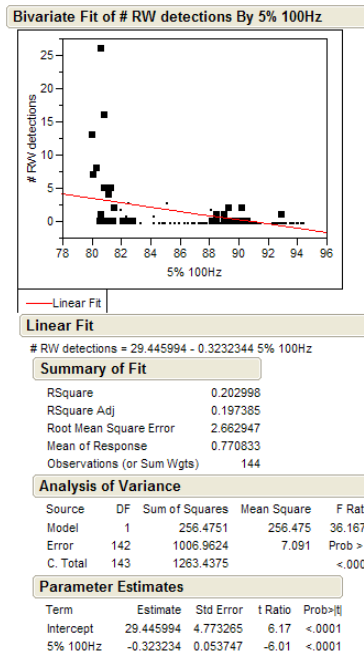 Bivariate Fit of # RW detections By 5% 100Hz
25
20
15
10
5
0
# RW detections
78 80 82 84 86 88 90 92 94 96
5% 100Hz
Linear Fit
Linear Fit
# RW detections = 29.445994 - 0.3232344 5% 100Hz
Summary of Fit
RSquare 0.202998
RSquare Adj 0.197385
Root Mean Square Error 2.662947
Mean of Response 0.770833
Observations (or Sum Wgts) 144
Analysis of Variance
Source DF Sum of Squares Mean Square F Rat
Model 1 256.4751 256.475 36.167
Error 142 1006.9624 7.091 Prob >
C. Total 143 1263.4375 <.000
Parameter Estimates
Term Estimate Std Error t Ratio Prob>|t|
Intercept 29.445994 4.773265 6.17 <.0001
5% 100Hz -0.323234 0.053747 -6.01 <.0001